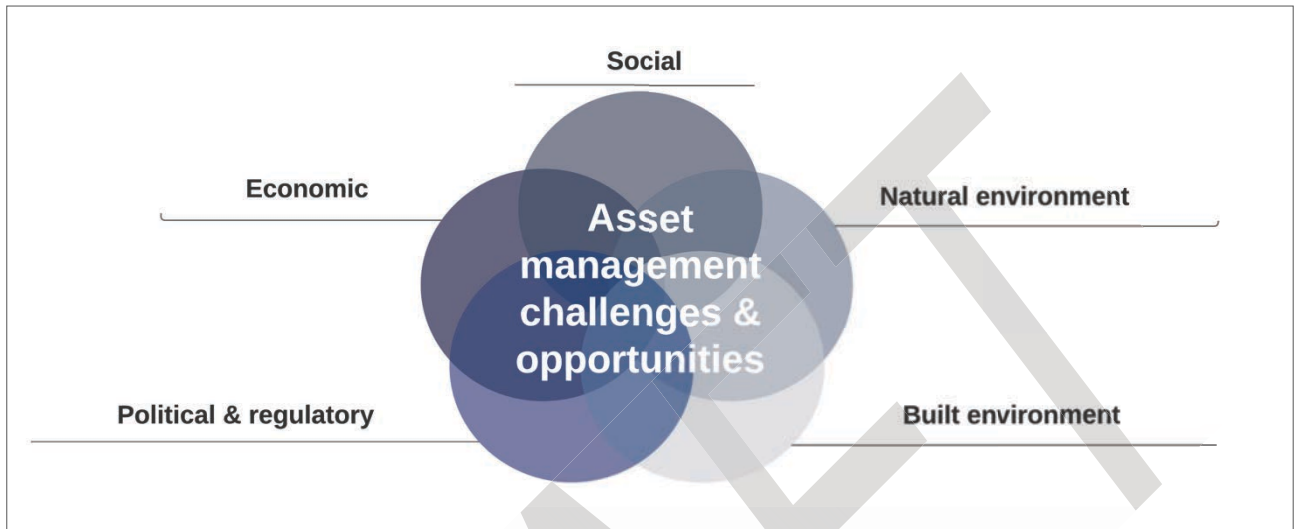 Social
Economic
Natural environment
Asset
management
challenges &
opportunities
Political & regulatory
Built environment